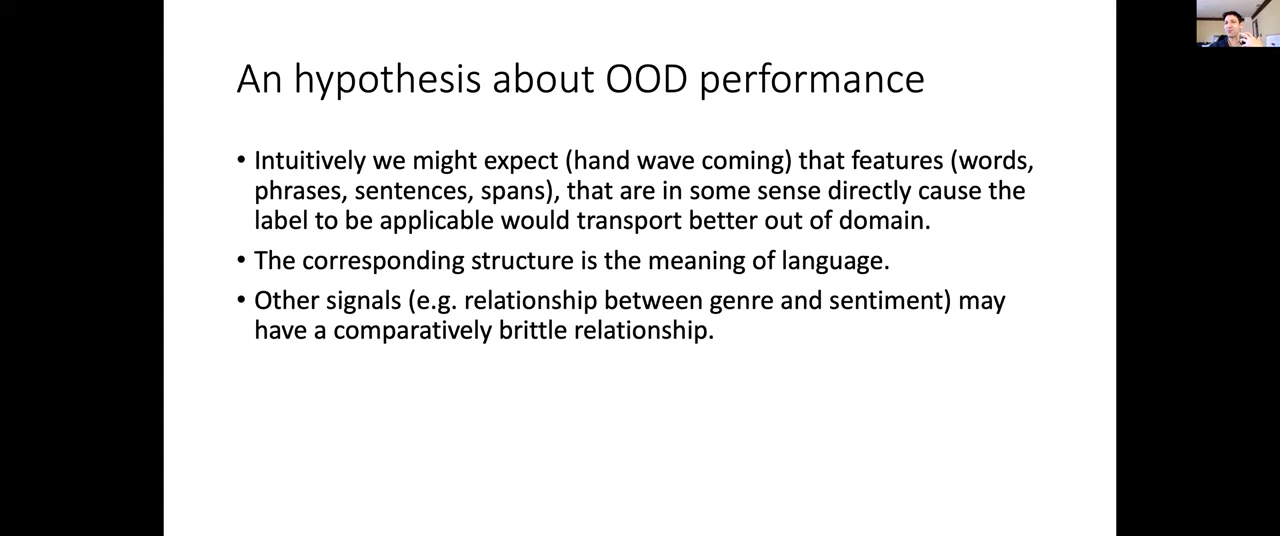 An hypothesis about OOD performance
• Intuitively we might expect (hand wave coming) that features (words,
phrases, sentences, spans), that are in some sense directly cause the
label to be applicable would transport better out of domain.
• The corresponding structure is the meaning of language.
• Other signals (e.g. relationship between genre and sentiment) may
have a comparatively brittle relationship.